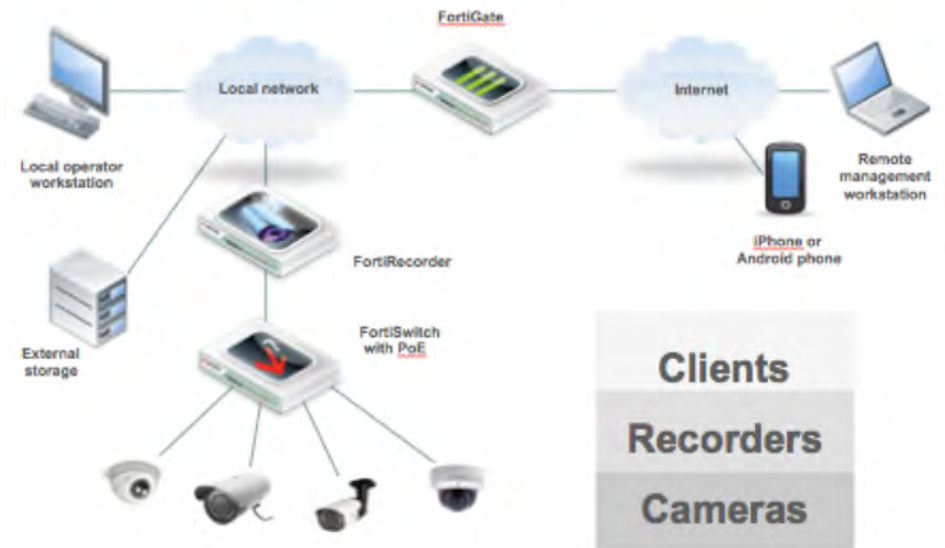 FortiGate
Local network
Internet
Local operator
workstation
Remote
management
workstation
iPhone or
Android phone
FortiRecorder
External
storage
FortiSwitch
with PoE
Clients
Recorders
Cameras